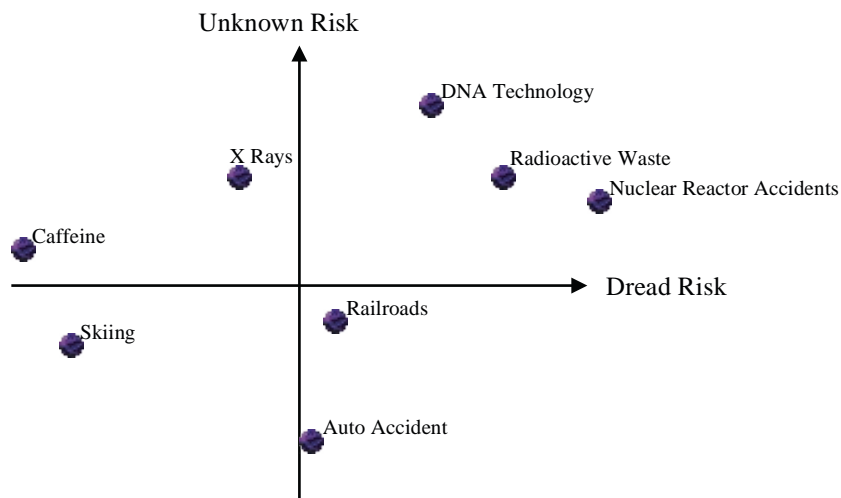 Unknown Risk
DNA Technology
X Rays
Radioactive Waste
Nuclear Reactor Accidents
Caffeine
Dread Risk
Railroads
Skiing
Auto Accident